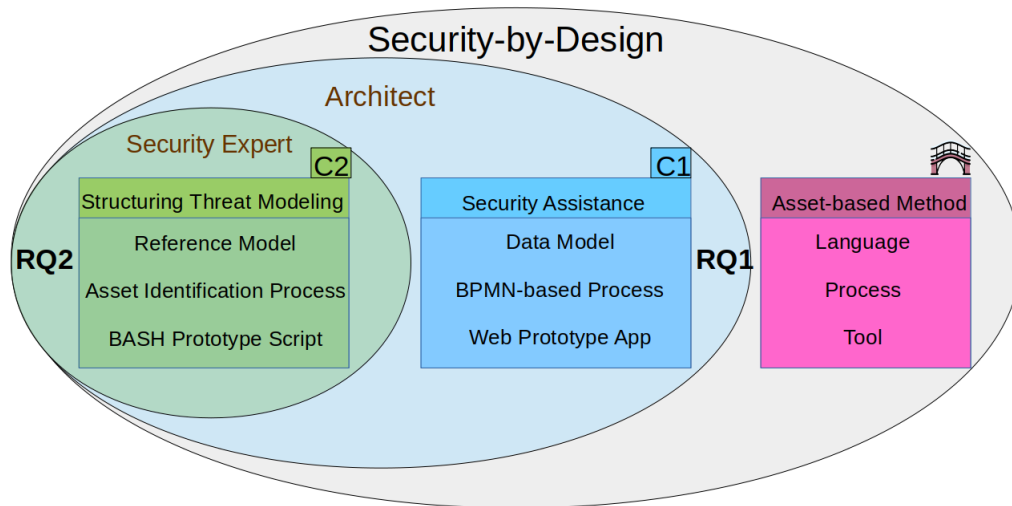 Security-by-Design
Architect
Security Expert
C2
C1
Structuring Threat Modeling
Security Assistance
Asset-based Method
Reference Model
Data Model
Language
RQ2
RQ1
Asset Identification Process
BPMN-based Process
Process
BASH Prototype Script
Web Prototype App
Tool